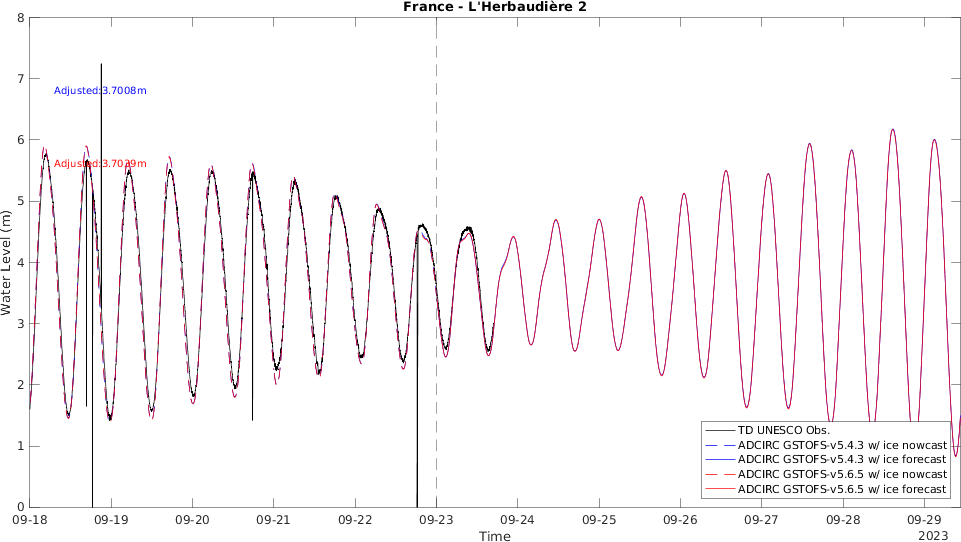 France - L'Herbaudière 2
8
7
6
5
4
3
2
1
0
Water Level (m)
Adjusted:3.7008m
Adjusted:3.7029m
TD UNESCO Obs.
ADCIRC GSTOFS-v5.4.3 w/ ice nowcast
ADCIRC GSTOFS-v5.4.3 w/ ice forecast
ADCIRC GSTOFS-v5.6.5 w/ ice nowcast
ADCIRC GSTOFS-v5.6.5 w/ ice forecast
09-18 09-19 09-20 09-21 09-22 09-23 09-24 09-25 09-26 09-27 09-28 09-29
Time
2023